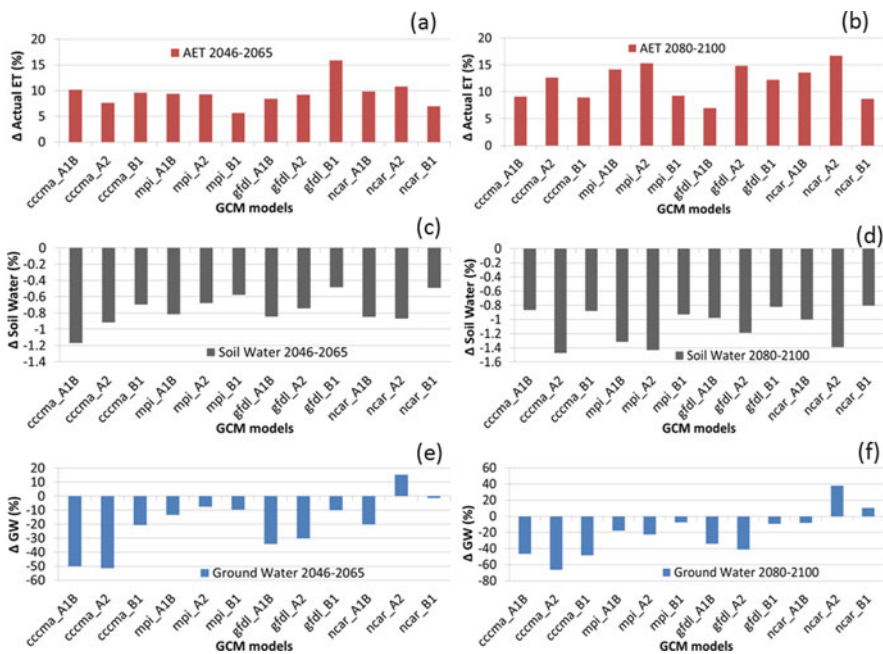 (a)
Δ Actual ET (%)
20
15
10
5
0
AET 2046-2065
cccma_A1B
cccma_A2
cccma_B1
mpi_A1B
mpi_A2
mpi_B1
gfdl_A1B
gfdl_A2
gfdl_B1
ncar_A1B
ncar_A2
ncar_B1
GCM models
(b)
Δ Actual ET (%)
20
15
10
5
0
AET 2080-2100
cccma_A1B
cccma_A2
cccma_B1
mpi_A1B
mpi_A2
mpi_B1
gfdl_A1B
gfdl_A2
gfdl_B1
ncar_A1B
ncar_A2
ncar_B1
GCM models
(c)
Δ Soil Water (%)
0
-0.2
-0.4
-0.6
-0.8
-1
-1.2
-1.4
Soil Water 2046-2065
cccma_A1B
cccma_A2
cccma_B1
mpi_A1B
mpi_A2
mpi_B1
gfdl_A1B
gfdl_A2
gfdl_B1
ncar_A1B
ncar_A2
ncar_B1
GCM models
(d)
Δ Soil Water (%)
0
-0.2
-0.4
-0.6
-0.8
-1
-1.2
-1.4
-1.6
Soil Water 2080-2100
cccma_A1B
cccma_A2
cccma_B1
mpi_A1B
mpi_A2
mpi_B1
gfdl_A1B
gfdl_A2
gfdl_B1
ncar_A1B
ncar_A2
ncar_B1
GCM models
(e)
Δ GW (%)
20
10
0
-10
-20
-30
-40
-50
-60
Ground Water 2046-2065
cccma_A1B
cccma_A2
cccma_B1
mpi_A1B
mpi_A2
mpi_B1
gfdl_A1B
gfdl_A2
gfdl_B1
ncar_A1B
ncar_A2
ncar_B1
GCM models
(f)
Δ GW (%)
60
40
20
0
-20
-40
-60
-80
Ground Water 2080-2100
cccma_A1B
cccma_A2
cccma_B1
mpi_A1B
mpi_A2
mpi_B1
gfdl_A1B
gfdl_A2
gfdl_B1
ncar_A1B
ncar_A2
ncar_B1
GCM models